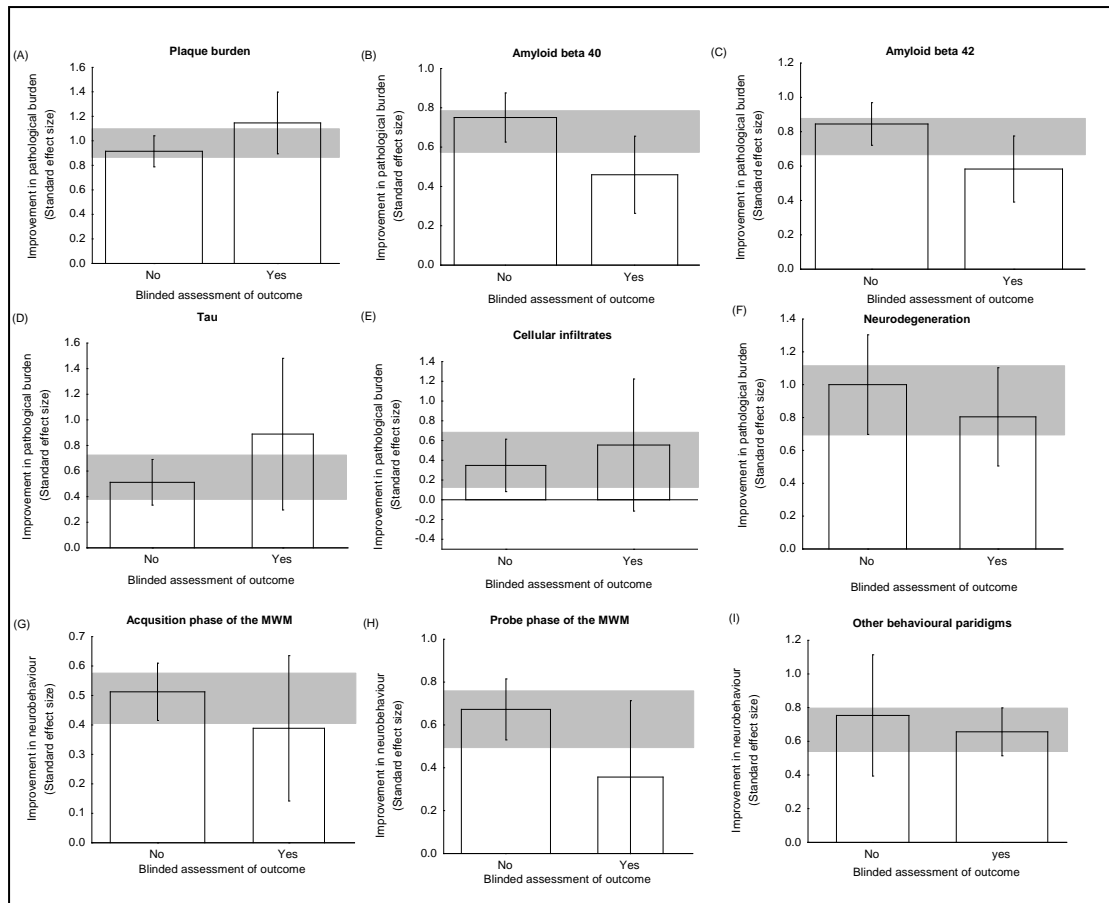 (A)
Plaque burden
Improvement in pathological burden
(Standard effect size)
1.6
1.4
1.2
1.0
0.8
0.6
0.4
0.2
0.0
No Yes
Blinded assessment of outcome
(B)
Amyloid beta 40
Improvement in pathological burden
(Standard effect size)
1.0
0.8
0.6
0.4
0.2
0.0
No Yes
Blinded assessment of outcome
(C)
Amyloid beta 42
Improvement in pathological burden
(Standard effect size)
1.2
1.0
0.8
0.6
0.4
0.2
0.0
No Yes
Blinded assessment of outcome
(D)
Tau
Improvement in pathological burden
(Standard effect size)
1.6
1.4
1.2
1.0
0.8
0.6
0.4
0.2
0.0
No Yes
Blinded assessment of outcome
(E)
Cellular infiltrates
Improvement in pathological burden
(Standard effect size)
1.4
1.2
1.0
0.8
0.6
0.4
0.2
0.0
-0.2
-0.4
No Yes
Blinded assessment of outcome
(F)
Neurodegeneration
Improvement in pathological burden
(Standard effect size)
1.4
1.2
1.0
0.8
0.6
0.4
0.2
0.0
No Yes
Blinded assessment of outcome
(G)
Acqusition phase of the MWM
Improvement in neurobehaviour
(Standard effect size)
0.7
0.6
0.5
0.4
0.3
0.2
0.1
0.0
No Yes
Blinded assessment of outcome
(H)
Probe phase of the MWM
Improvement in neurobehaviour
(Standard effect size)
1.0
0.8
0.6
0.4
0.2
0.0
No Yes
Blinded assessment of outcome
(I)
Other behavioural paridigms
Improvement in neurobehaviour
(Standard effect size)
1.2
1.0
0.8
0.6
0.4
0.2
0.0
No yes
Blinded assessment of outcome